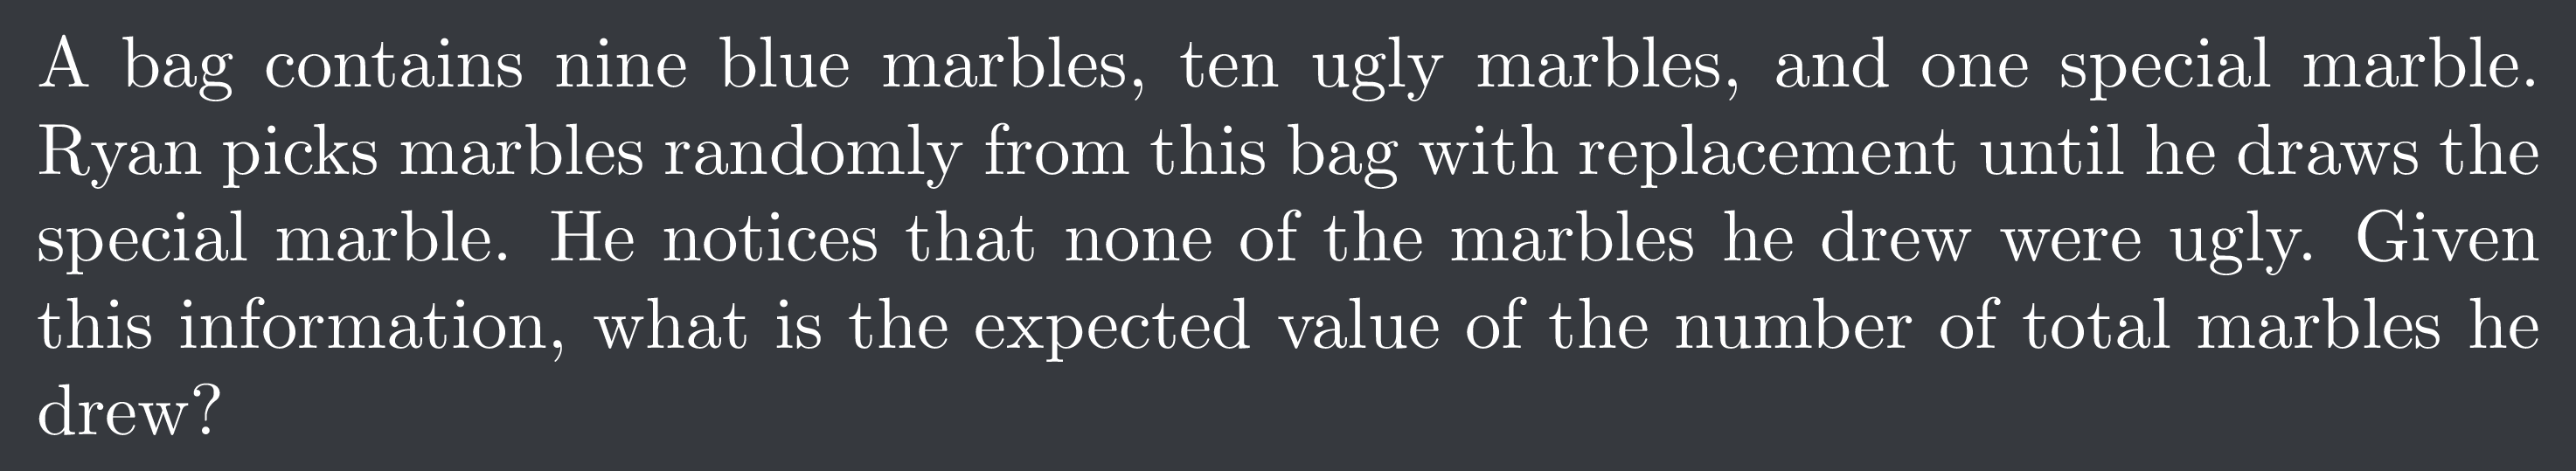 A bag contains nine blue marbles, ten ugly marbles, and one special marble.
Ryan picks marbles randomly from this bag with replacement until he draws the
special marble. He notices that none of the marbles he drew were ugly. Given
this information, what is the expected value of the number of total marbles he
drew?